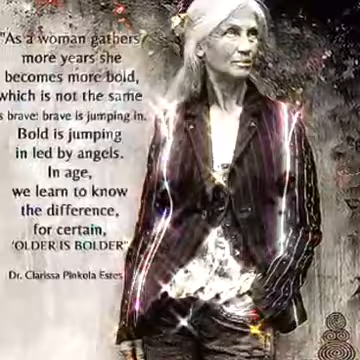 "As a woman gathers
more years she
becomes more bold,
which is not the same
as brave: brave is jumping in.
Bold is jumping
in led by angels.
In age,
we learn to know
the difference,
for certain,
'OLDER IS BOLDER"
Dr. Clarissa Pinkola Estes